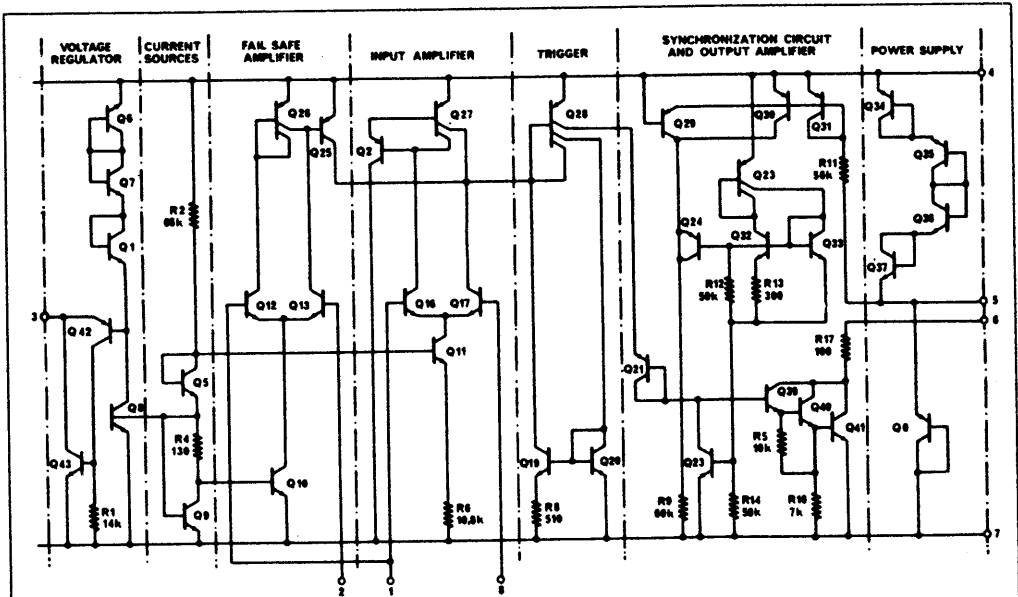 VOLTAGE
REGULATOR
CURRENT
SOURCES
FAIL SAFE
AMPLIFIER
INPUT AMPLIFIER
TRIGGER
SYNCHRONIZATION CIRCUIT
AND OUTPUT AMPLIFIER
POWER SUPPLY
4
Q6
Q26
Q25
Q27
Q2
Q28
Q29
Q30
Q31
Q34
Q35
Q7
Q1
R2
65k
R11
50k
Q23
Q24
Q32
Q33
Q36
Q37
R12
50k
R13
300
Q12
Q13
Q16
Q17
3
Q42
5
6
Q11
R17
100
Q5
Q21
Q39
Q40
Q41
Q8
R4
130
R5
10k
Q43
Q10
Q19
Q20
Q23
R1
14k
Q9
R6
10,8k
R8
510
R9
60k
R14
50k
R16
7k
7
2
1
8